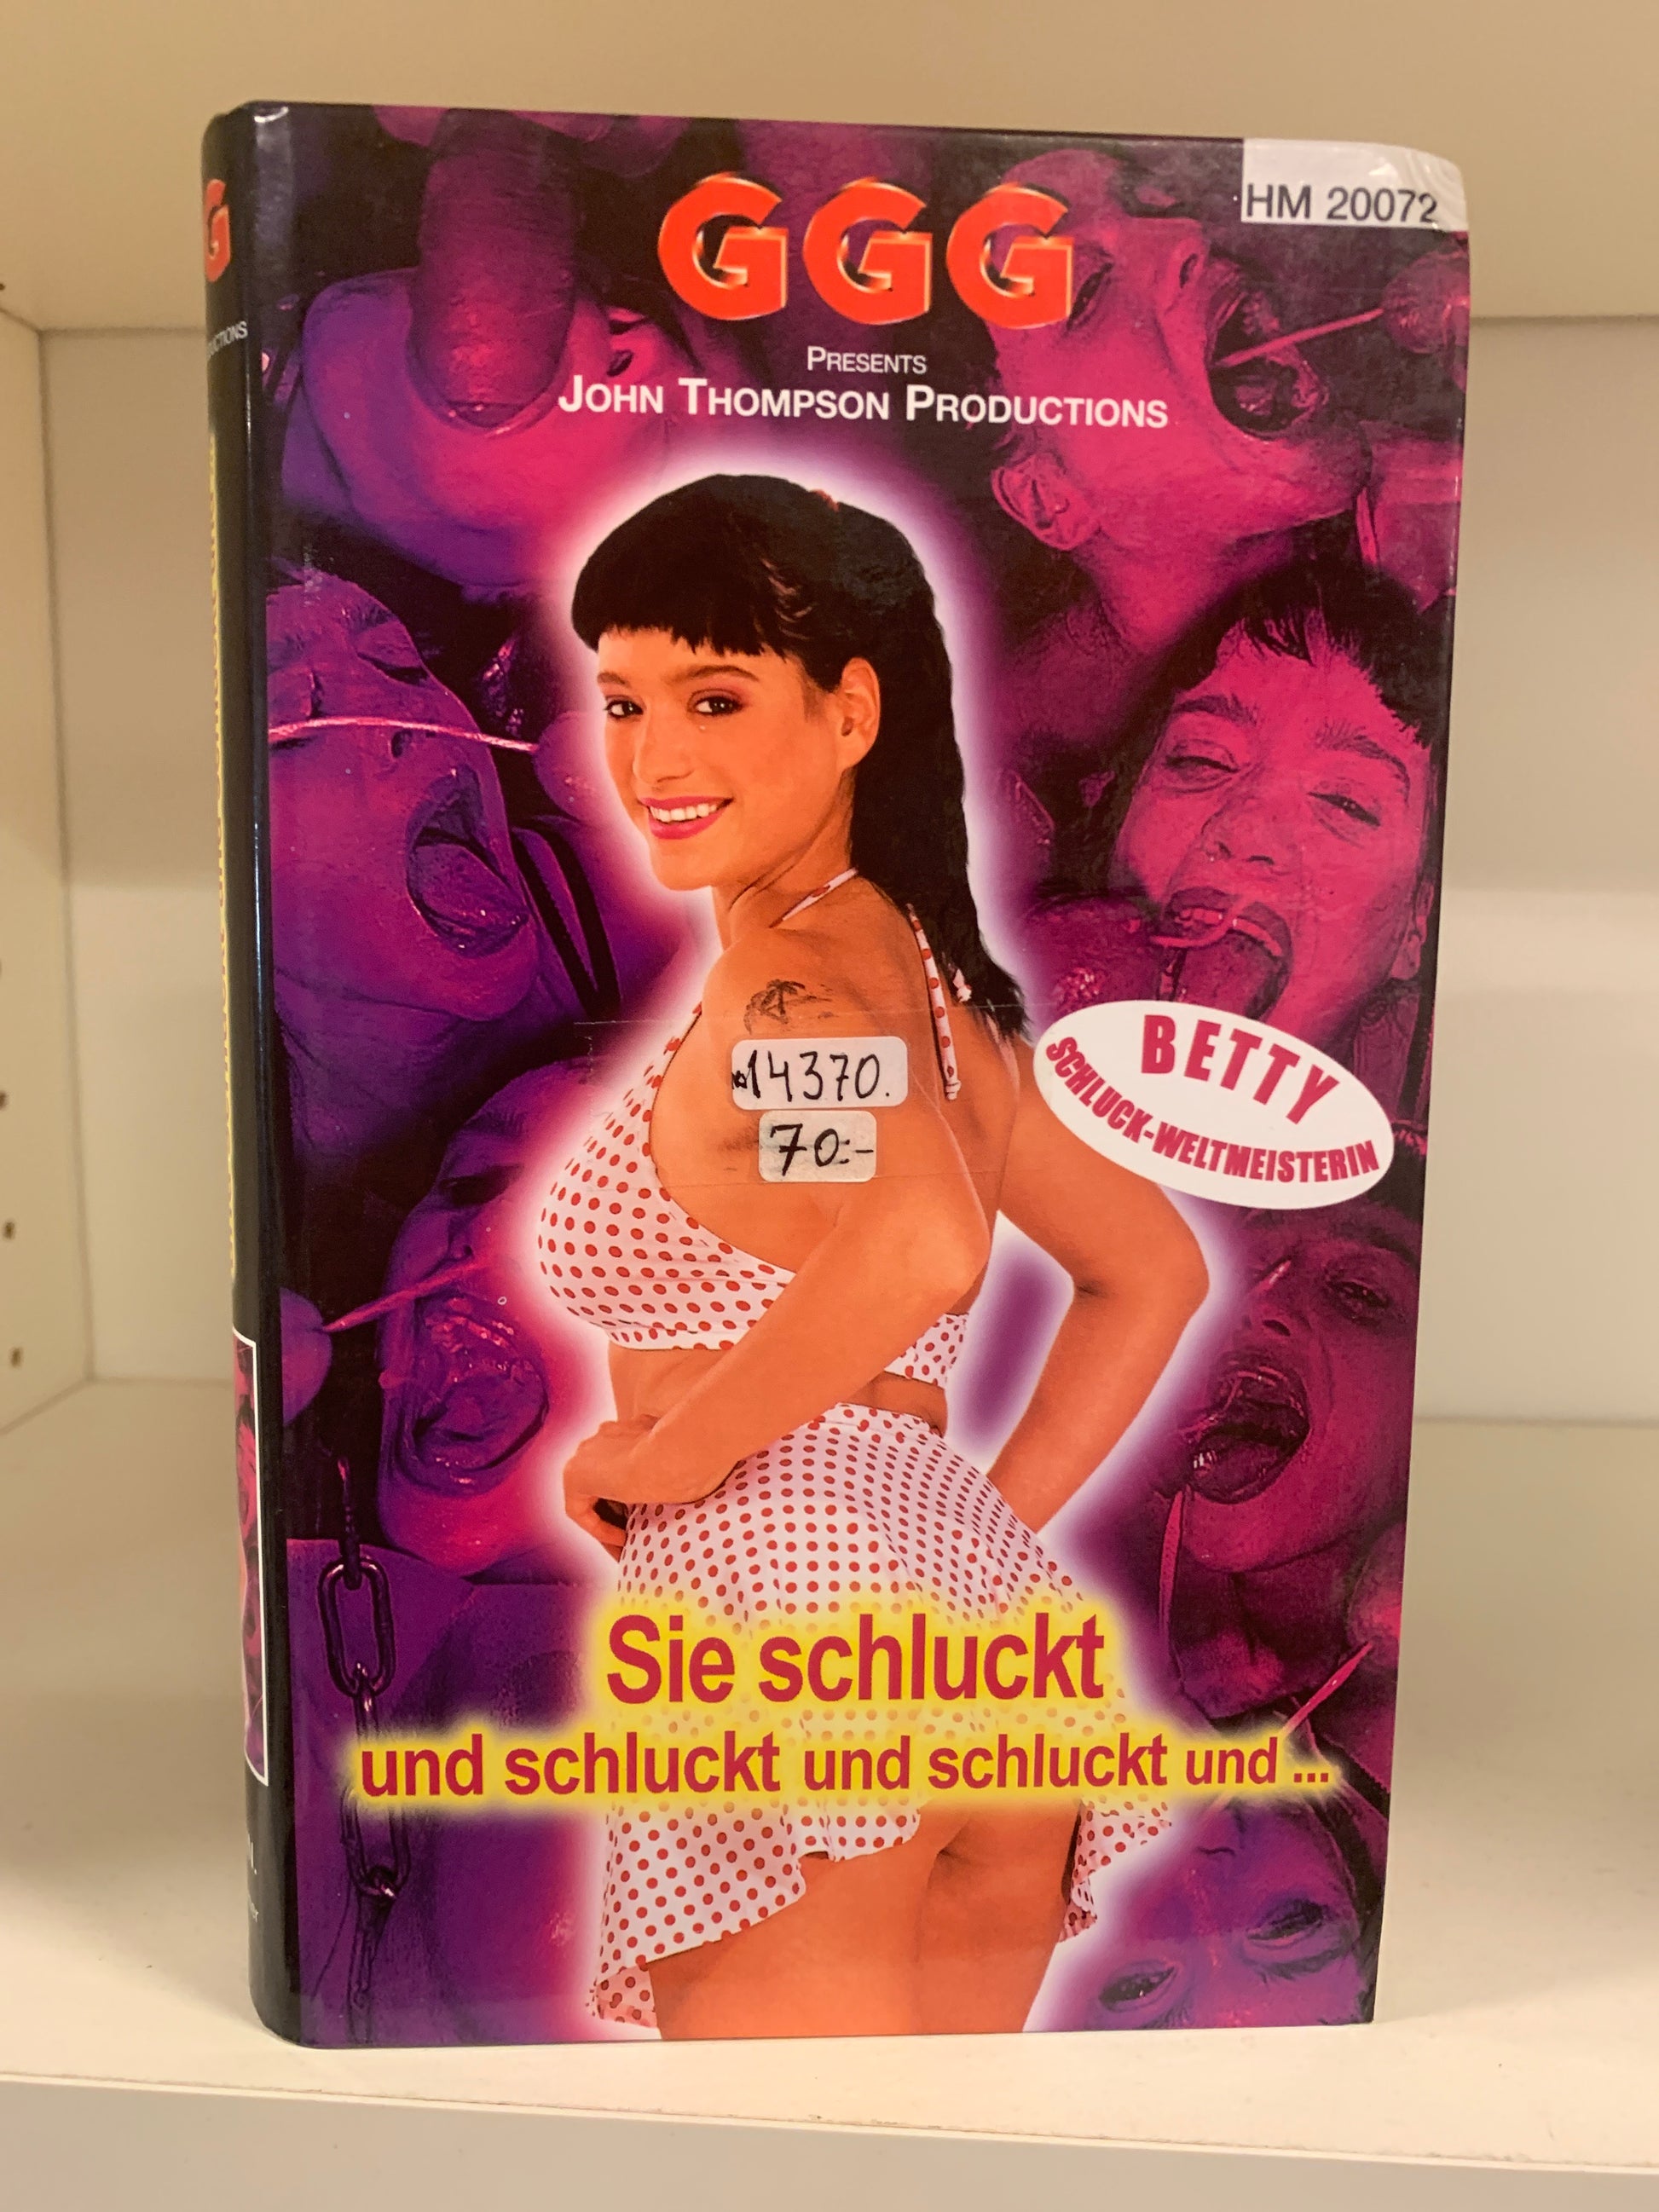 GGG
HM 20072
PRESENTS
JOHN THOMPSON PRODUCTIONS
14370.
70:-
BETTY
SCHLUCK-WELTMEISTERIN
Sie schluckt
und schluckt und schluckt und ...